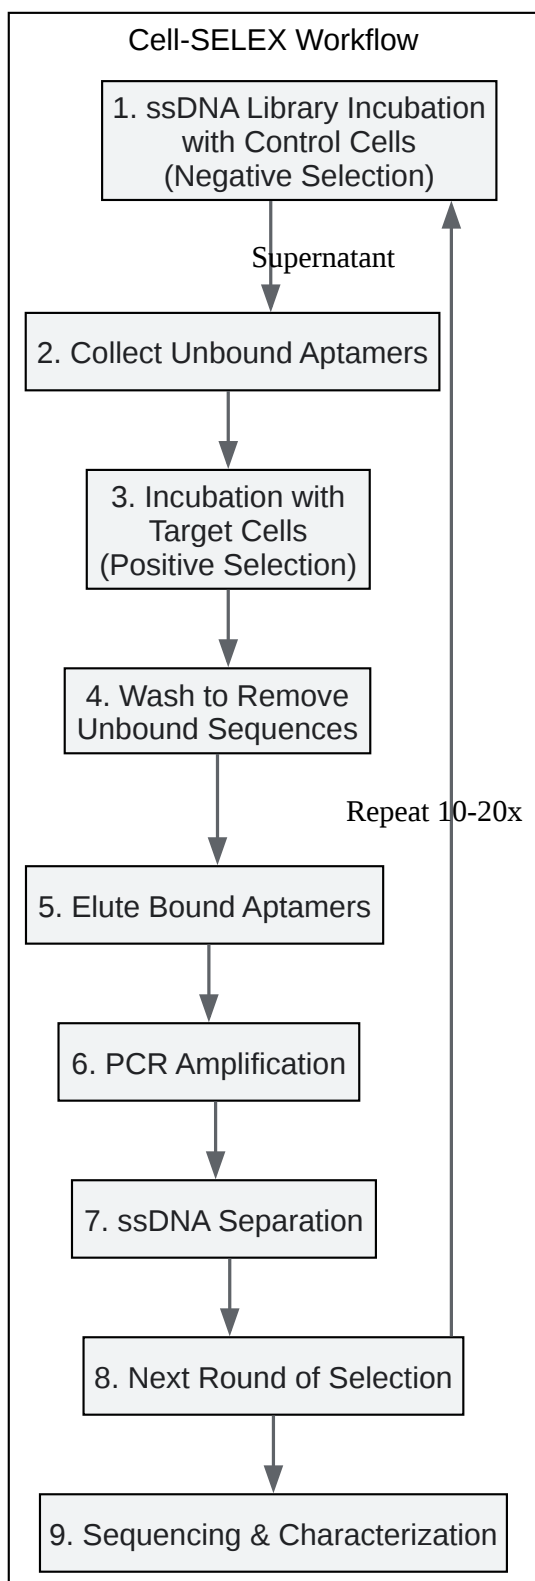 Cell-SELEX Workflow
1. ssDNA Library Incubation
with Control Cells
(Negative Selection)
Supernatant
2. Collect Unbound Aptamers
3. Incubation with
Target Cells
(Positive Selection)
4. Wash to Remove
Unbound Sequences
Repeat 10-20x
5. Elute Bound Aptamers
6. PCR Amplification
7. ssDNA Separation
8. Next Round of Selection
9. Sequencing & Characterization